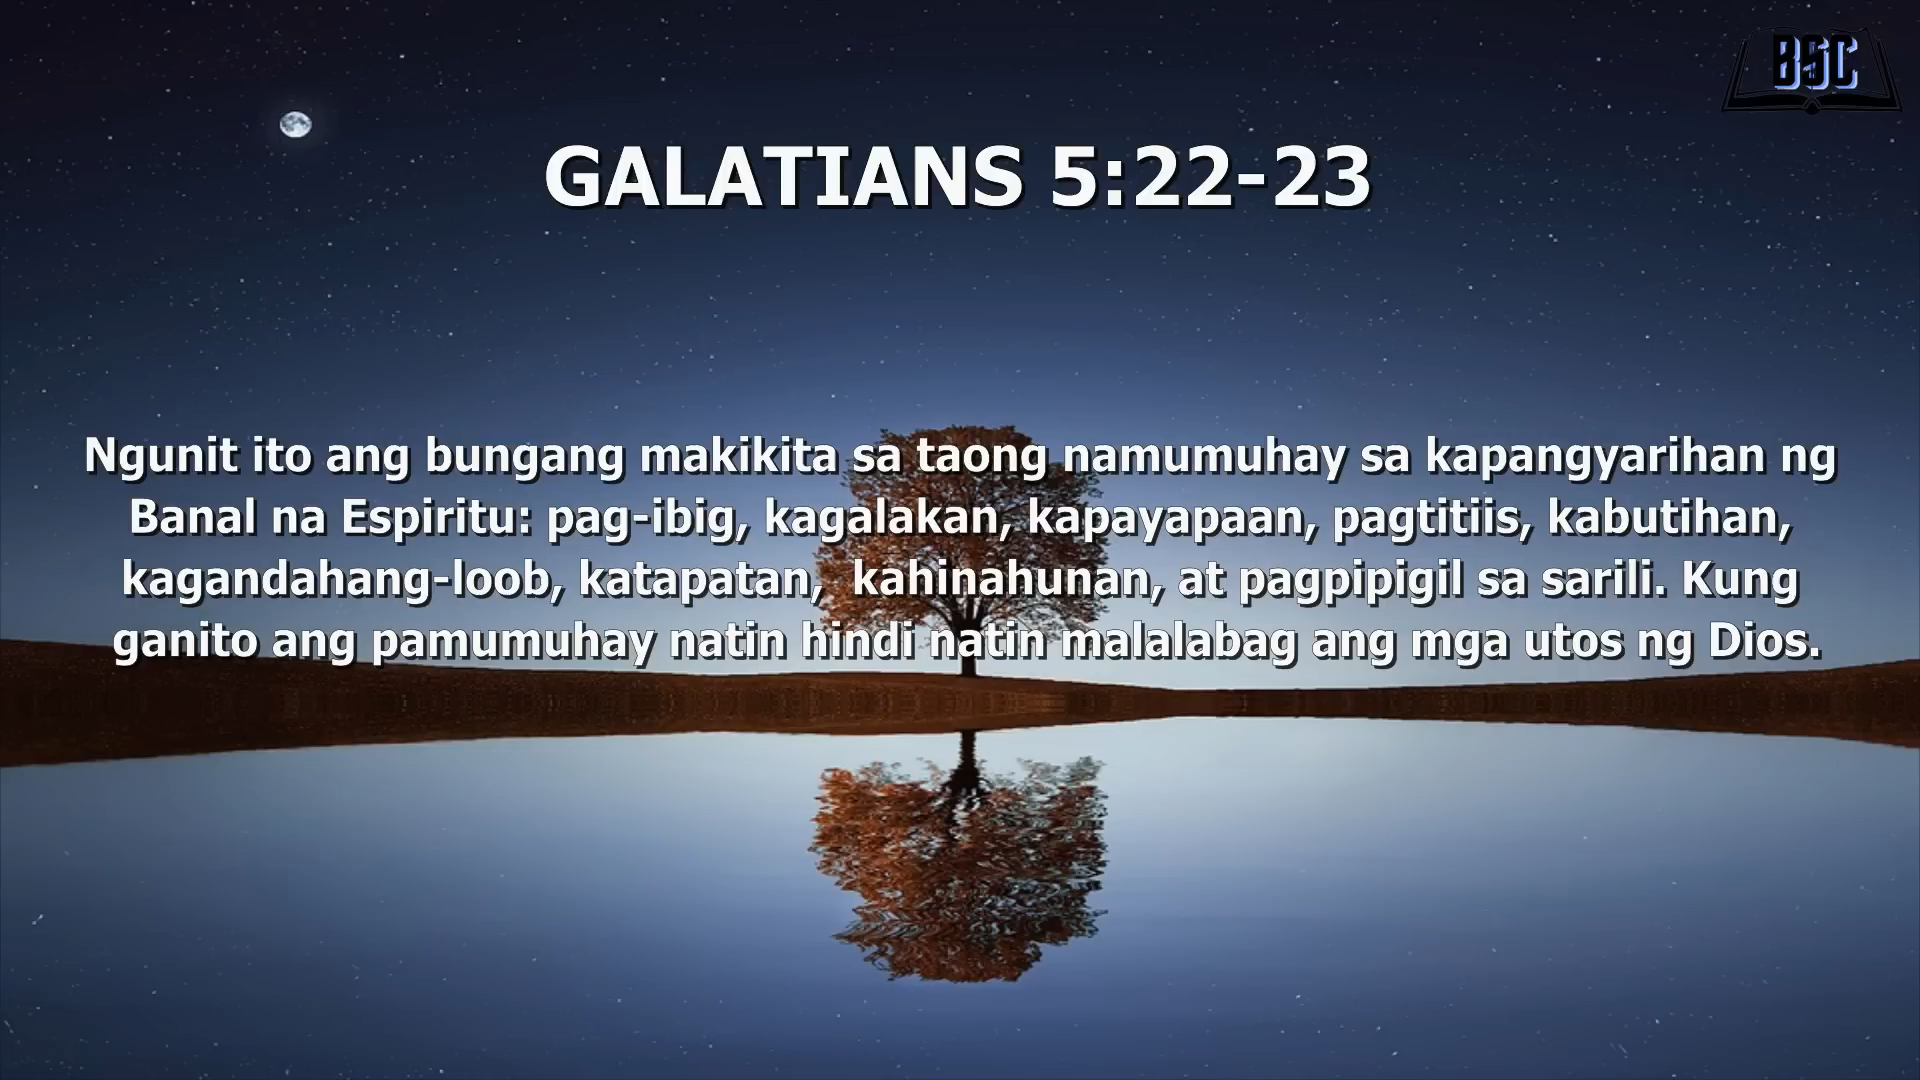 BSC
GALATIANS 5:22-23
Ngunit ito ang bungang makikita sa taong namumuhay sa kapangyarihan ng
Banal na Espiritu: pag-ibig, kagalakan, kapayapaan, pagtitiis, kabutihan,
kagandahang-loob, katapatan,  kahinahunan, at pagpipigil sa sarili. Kung
ganito ang pamumuhay natin hindi natin malalabag ang mga utos ng Dios.